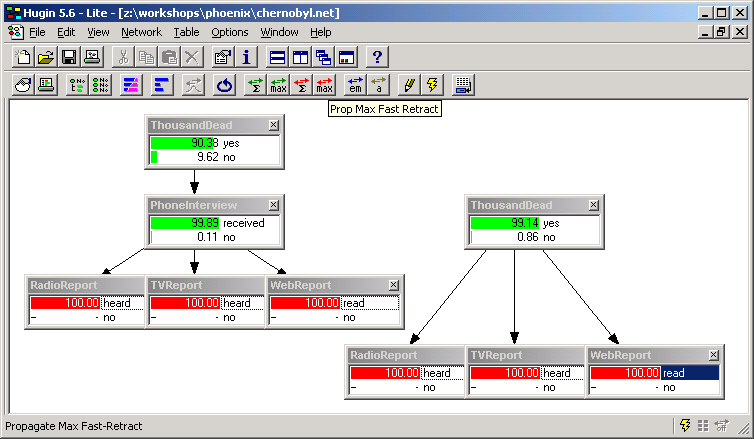 Hugin 5.6 - Lite - [z:\workshops\phoenix\chernobyl.net]
File Edit View Network Table Options Window Help
Σ max Σ max em a
Prop Max Fast Retract
ThousandDead
90.38 yes
9.62 no
PhoneInterview
99.89 received
0.11 no
ThousandDead
99.14 yes
0.86 no
RadioReport TVReport WebReport
100.00 heard 100.00 heard 100.00 read
- - no - - no - - no
RadioReport TVReport WebReport
100.00 heard 100.00 heard 100.00 read
- - no - - no - - no
Propagate Max Fast-Retract